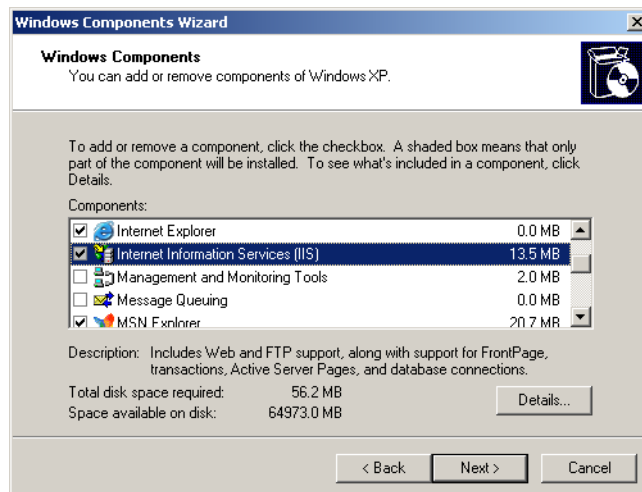 Windows Components Wizard
Windows Components
You can add or remove components of Windows XP.
To add or remove a component, click the checkbox. A shaded box means that only
part of the component will be installed. To see what's included in a component, click
Details.
Components:
Internet Explorer 0.0 MB
Internet Information Services (IIS) 13.5 MB
Management and Monitoring Tools 2.0 MB
Message Queuing 0.0 MB
MSN Explorer 20.7 MB
Description: Includes Web and FTP support, along with support for FrontPage,
transactions, Active Server Pages, and database connections.
Total disk space required: 56.2 MB
Space available on disk: 64973.0 MB
Details...
< Back Next > Cancel